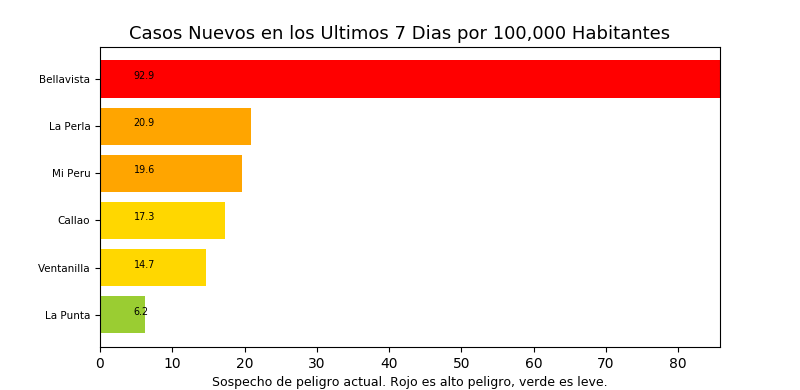 Casos Nuevos en los Ultimos 7 Dias por 100,000 Habitantes
Bellavista 92.9
La Perla 20.9
Mi Peru 19.6
Callao 17.3
Ventanilla 14.7
La Punta 6.2
0 10 20 30 40 50 60 70 80
Sospecho de peligro actual. Rojo es alto peligro, verde es leve.